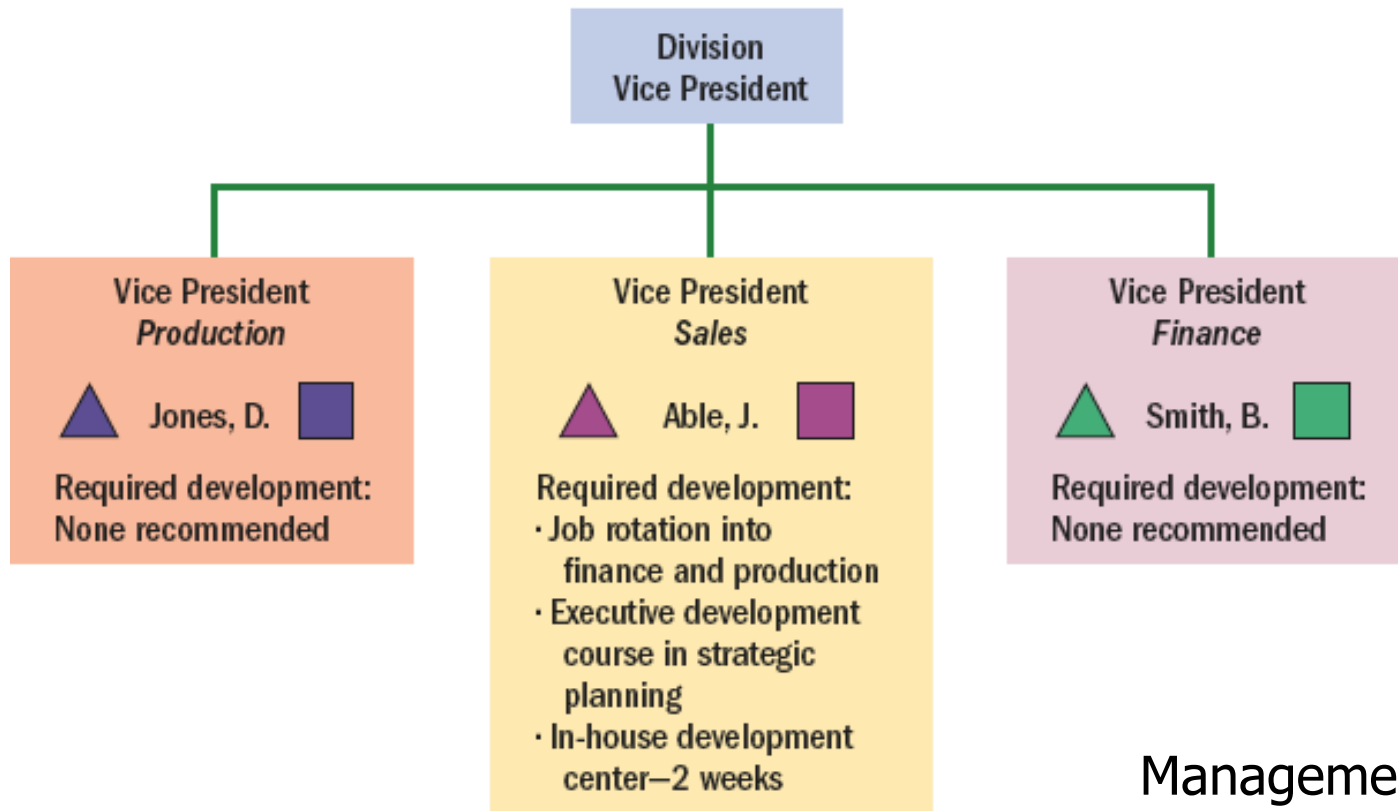 Division
Vice President
Vice President
Production
Jones, D.
Required development:
None recommended
Vice President
Sales
Able, J.
Required development:
· Job rotation into
finance and production
· Executive development
course in strategic
planning
· In-house development
center—2 weeks
Vice President
Finance
Smith, B.
Required development:
None recommended
Manageme